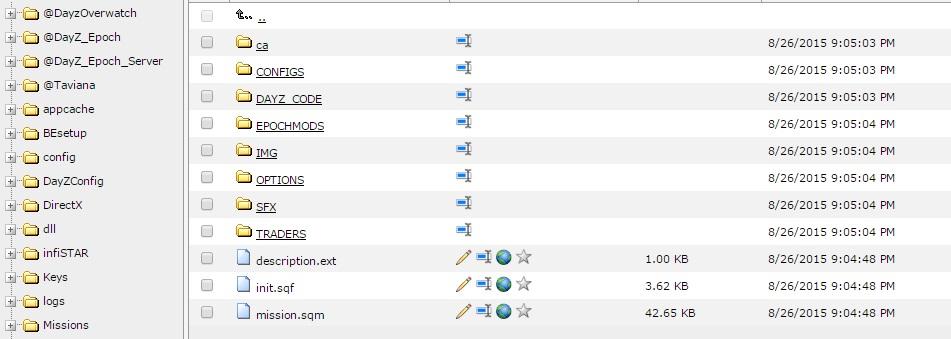 @DayzOverwatch
@DayZ_Epoch
@DayZ_Epoch_Server
@Taviana
appcache
BEsetup
config
DayZConfig
DirectX
dll
infiSTAR
Keys
logs
Missions
..
ca 8/26/2015 9:05:03 PM
CONFIGS 8/26/2015 9:05:03 PM
DAYZ_CODE 8/26/2015 9:05:03 PM
EPOCHMODS 8/26/2015 9:05:04 PM
IMG 8/26/2015 9:05:04 PM
OPTIONS 8/26/2015 9:05:04 PM
SFX 8/26/2015 9:05:04 PM
TRADERS 8/26/2015 9:05:04 PM
description.ext 1.00 KB 8/26/2015 9:04:48 PM
init.sqf 3.62 KB 8/26/2015 9:04:48 PM
mission.sqm 42.65 KB 8/26/2015 9:04:48 PM